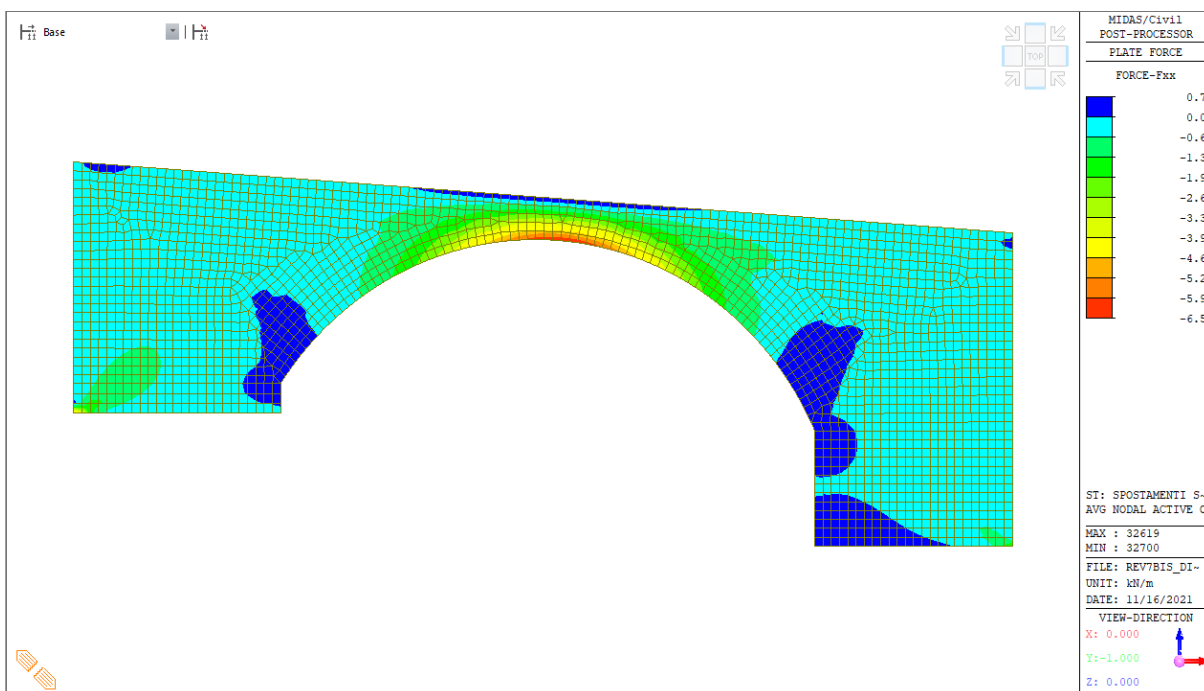 Base
TOP
MIDAS/Civil
POST-PROCESSOR
PLATE FORCE
FORCE-Fxx
0.7
0.0
-0.6
-1.3
-1.9
-2.6
-3.3
-3.9
-4.6
-5.2
-5.9
-6.5
ST: SPOSTAMENTI S~
AVG NODAL ACTIVE C
MAX : 32619
MIN : 32700
FILE: REV7BIS_DI~
UNIT: kN/m
DATE: 11/16/2021
VIEW-DIRECTION
X: 0.000
Y:-1.000
Z: 0.000